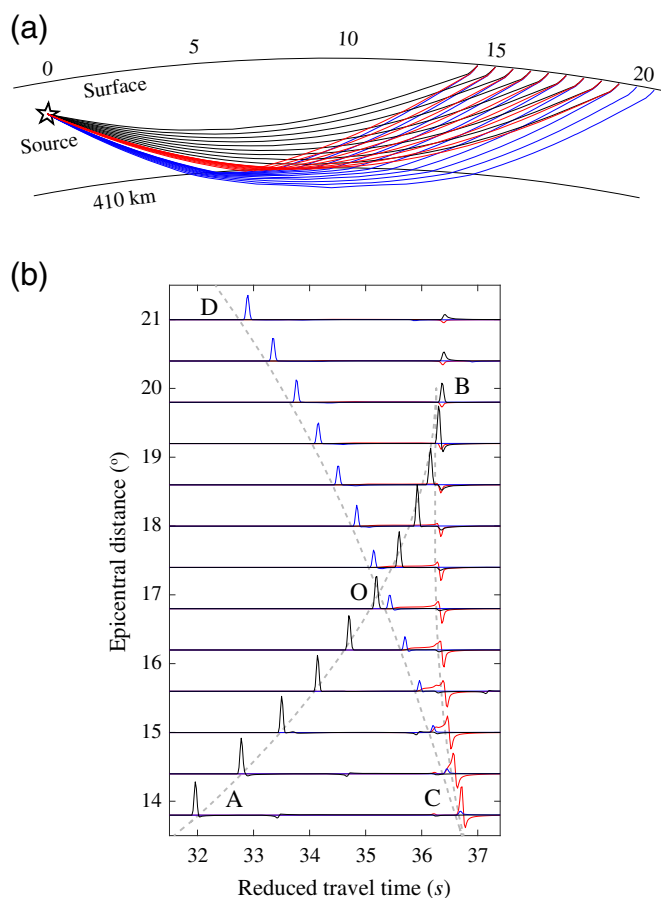 (a)
0 5 10 15 20
Surface
Source
410 km
(b)
D
B
O
A
C
21
20
19
18
17
16
15
14
Epicentral distance (°)
32 33 34 35 36 37
Reduced travel time (s)